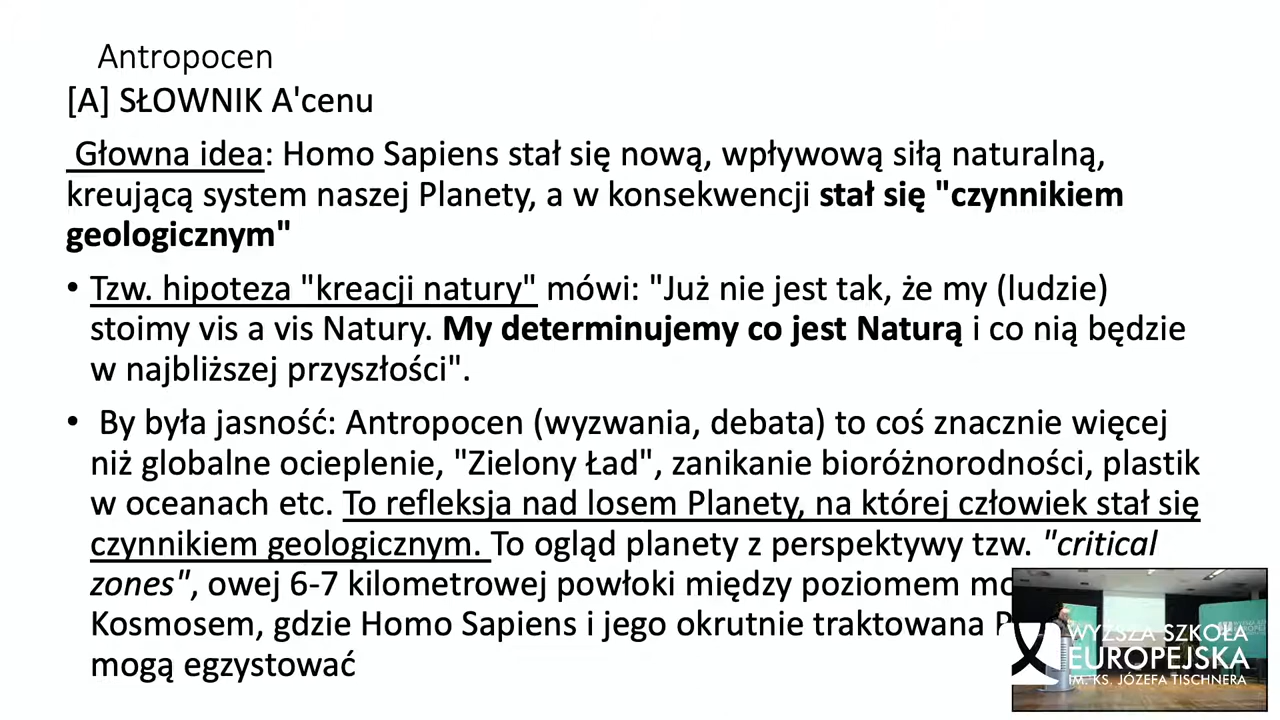 Antropocen
[A] SŁOWNIK A'cenu
Głowna idea: Homo Sapiens stał się nową, wpływową siłą naturalną,
kreującą system naszej Planety, a w konsekwencji stał się "czynnikiem
geologicznym"
• Tzw. hipoteza "kreacji natury" mówi: "Już nie jest tak, że my (ludzie)
stoimy vis a vis Natury. My determinujemy co jest Naturą i co nią będzie
w najbliższej przyszłości".
• By była jasność: Antropocen (wyzwania, debata) to coś znacznie więcej
niż globalne ocieplenie, "Zielony Ład", zanikanie bioróżnorodności, plastik
w oceanach etc. To refleksja nad losem Planety, na której człowiek stał się
czynnikiem geologicznym. To ogląd planety z perspektywy tzw. "critical
zones", owej 6-7 kilometrowej powłoki między poziomem
Kosmosem, gdzie Homo Sapiens i jego okrutnie traktowana
mogą egzystować
WYŻSZA SZKOŁA
EUROPEJSKA
IM. KS. JÓZEFA TISCHNERA